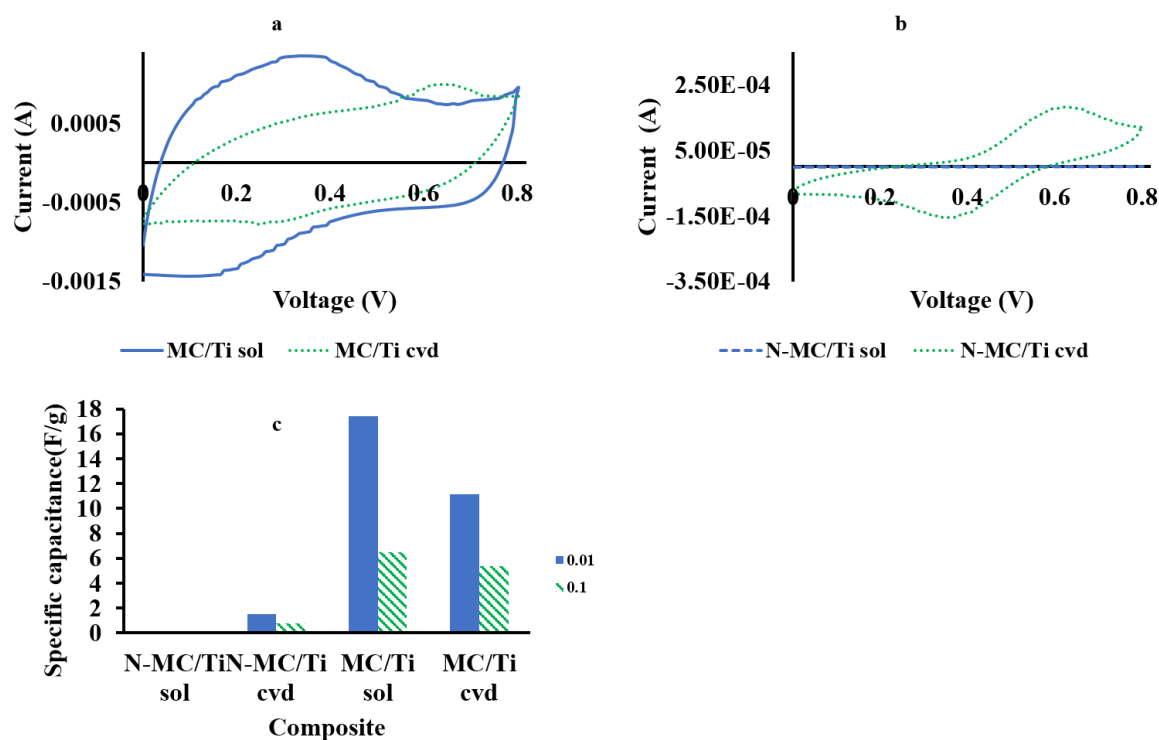 a
Current (A)
0.0005
-0.0005
-0.0015
0 0.2 0.4 0.6 0.8
Voltage (V)
MC/Ti sol MC/Ti cvd
b
Current (A)
2.50E-04
5.00E-05
-1.50E-04
-3.50E-04
0 0.2 0.4 0.6 0.8
Voltage (V)
N-MC/Ti sol N-MC/Ti cvd
c
Specific capacitance(F/g)
18
16
14
12
10
8
6
4
2
0
N-MC/Ti N-MC/Ti MC/Ti MC/Ti
sol cvd sol cvd
Composite
0.01
0.1